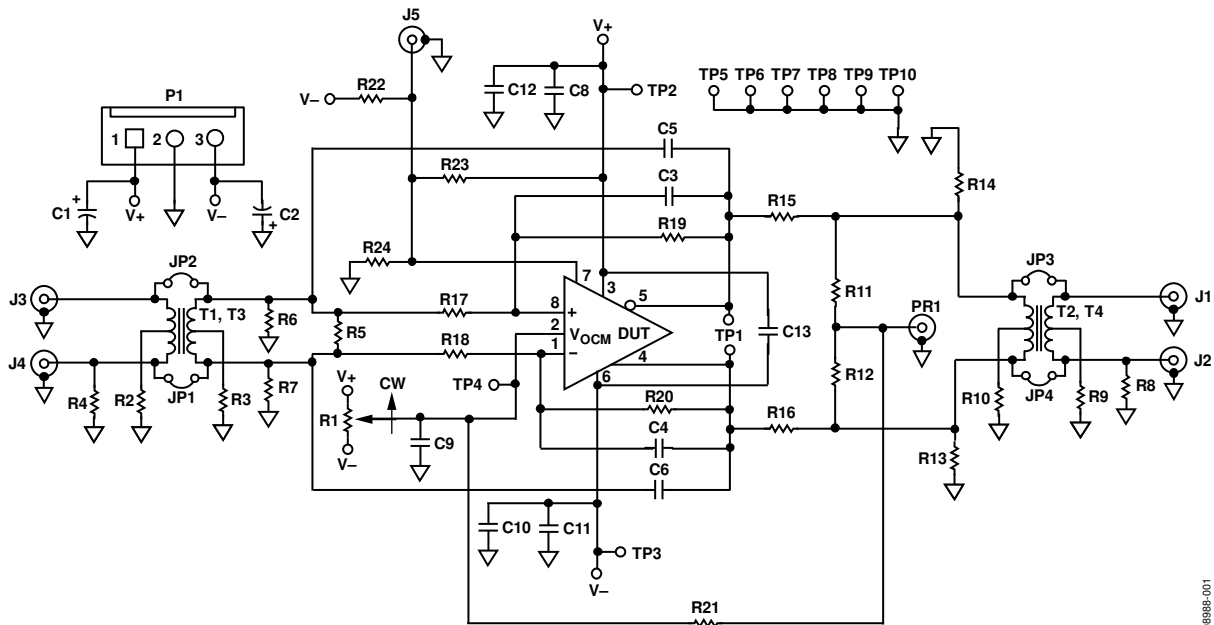 J5
V+
TP5 TP6 TP7 TP8 TP9 TP10
R22
V–
C12 C8
TP2
P1
1 2 3
C5
R23
C3
R14
C1 + V+ V– C2 +
R15
R19
R24
JP2
7
3
JP3
J3
T1, T3
R6
R17
8 +
5
R11
PR1
T2, T4
J1
R5
2 VOCM DUT
TP1
C13
R18
1 –
4
J4
J2
R12
6
TP4
R4 R2 JP1 R3 R7
V+
CW
R20
R10 JP4 R9 R8
R1
R16
C9
C4
V–
R13
C6
C10 C11
TP3
V–
R21